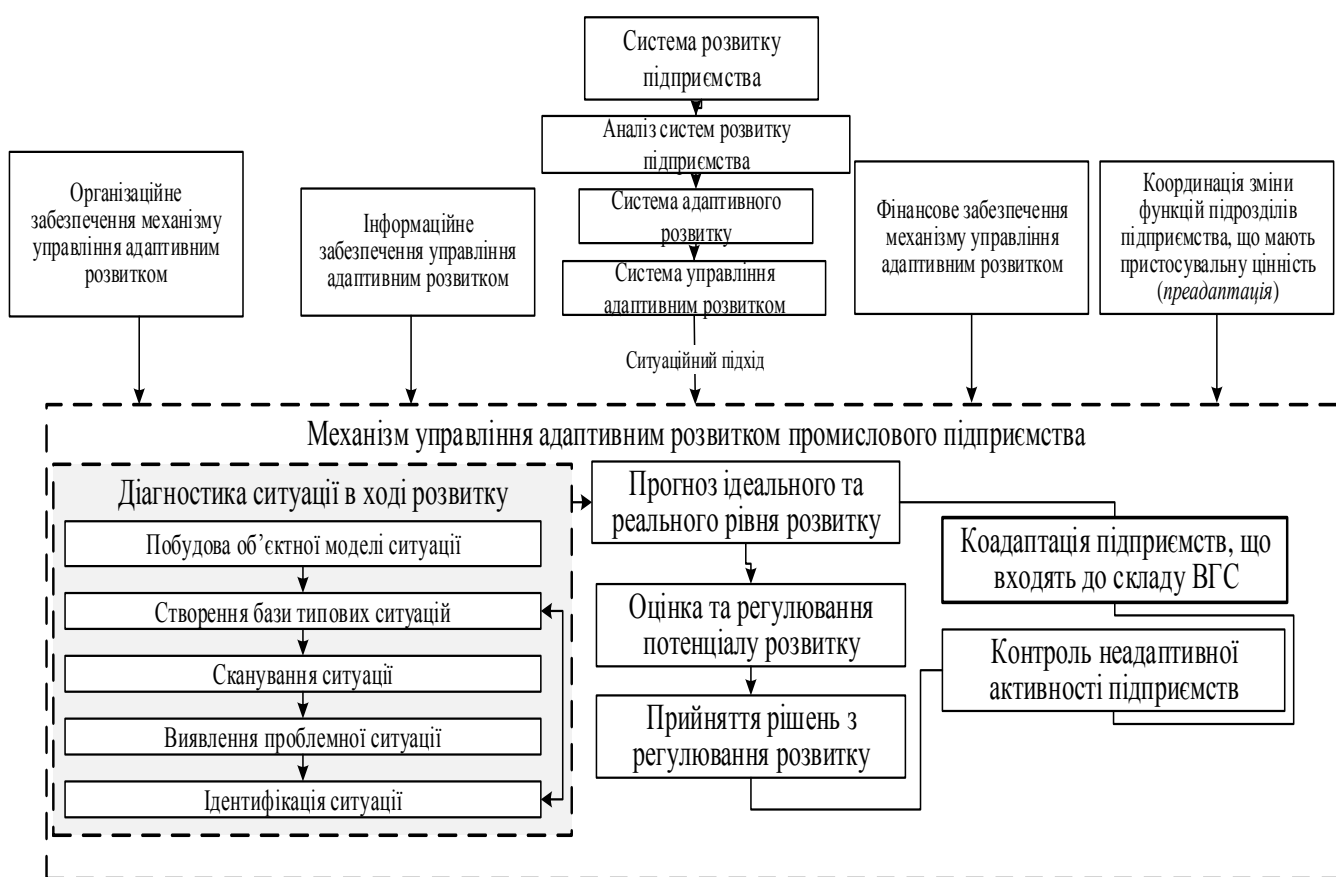 Система розвитку
підприємства
Аналіз систем розвитку
підприємства
Система адаптивного
розвитку
Система управління
адаптивним розвитком
Організаційне
забезпечення механізму
управління адаптивним
розвитком
Інформаційне
забезпечення управління
адаптивним розвитком
Фінансове забезпечення
механізму управління
адаптивним розвитком
Координація зміни
функцій підрозділів
підприємства, що мають
пристосувальну цінність
(преадаптація)
Ситуаційний підхід
Механізм управління адаптивним розвитком промислового підприємства
Діагностика ситуації в ході розвитку
Побудова об’єктної моделі ситуації
Створення бази типових ситуацій
Сканування ситуації
Виявлення проблемної ситуації
Ідентифікація ситуації
Прогноз ідеального та
реального рівня розвитку
Оцінка та регулювання
потенціалу розвитку
Прийняття рішень з
регулювання розвитку
Коадаптація підприємств, що
входять до складу ВГС
Контроль неадаптивної
активності підприємств